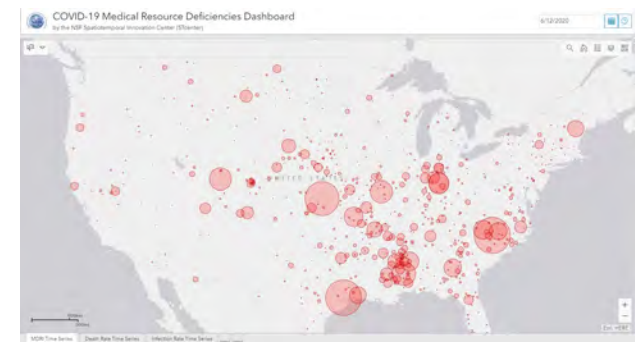 COVID-19 Medical Resource Deficiencies Dashboard
by the NSF Spatiotemporal Innovation Center (STcenter)
6/12/2020
UNITED STATES
+
−
MDRI Time Series
Death Rate Time Series
Infection Rate Time Series